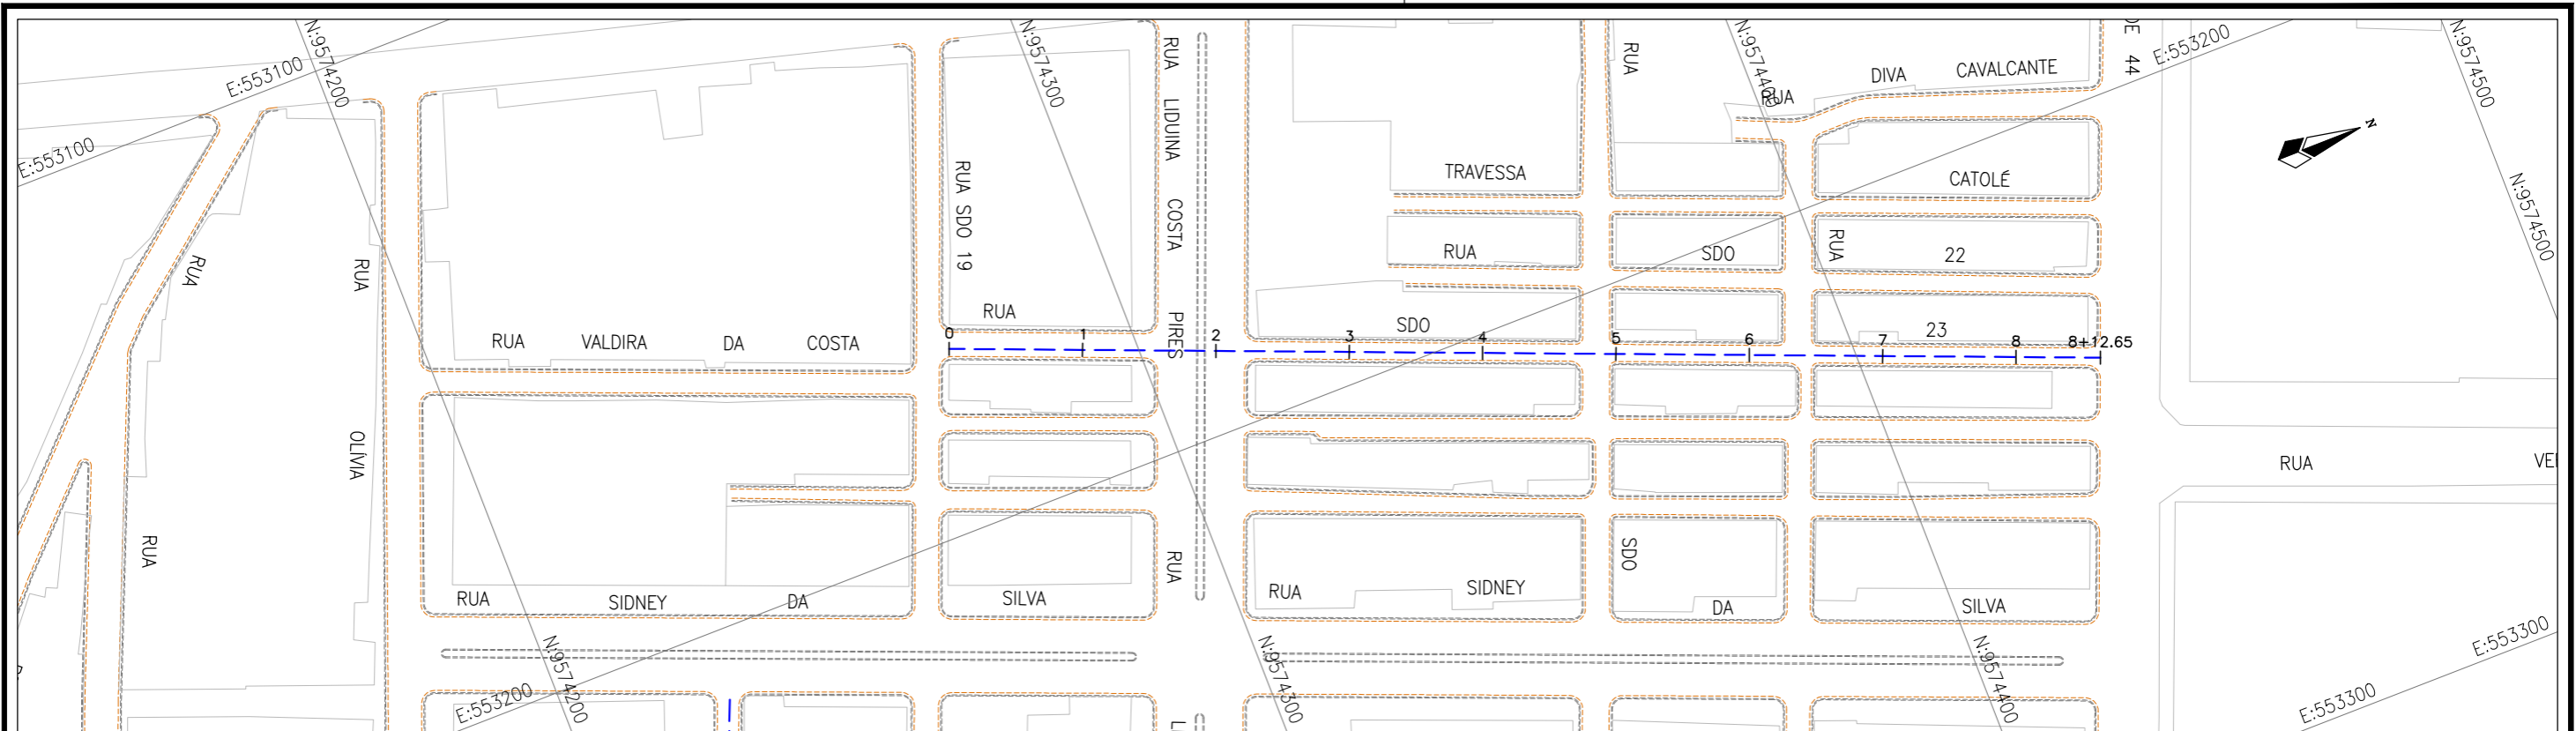 N:9574200
N:9574300
N:9574400
N:9574500
E:553100
E:553200
E:553100
DE 44
RUA
DIVA CAVALCANTE
RUA
N
RUA LIDUINA COSTA PIRES
RUA SDO 19
TRAVESSA CATOLÉ
N:9574500
RUA
RUA
RUA SDO 22
RUA
RUA SDO 23
RUA VALDIRA DA COSTA
0 1 2 3 4 5 6 7 8 8+12.65
OLÍVIA
RUA
RUA
RUA
SDO
RUA SIDNEY DA SILVA
RUA SIDNEY DA SILVA
N:9574200
N:9574300
N:9574400
E:553300
E:553200
E:553300